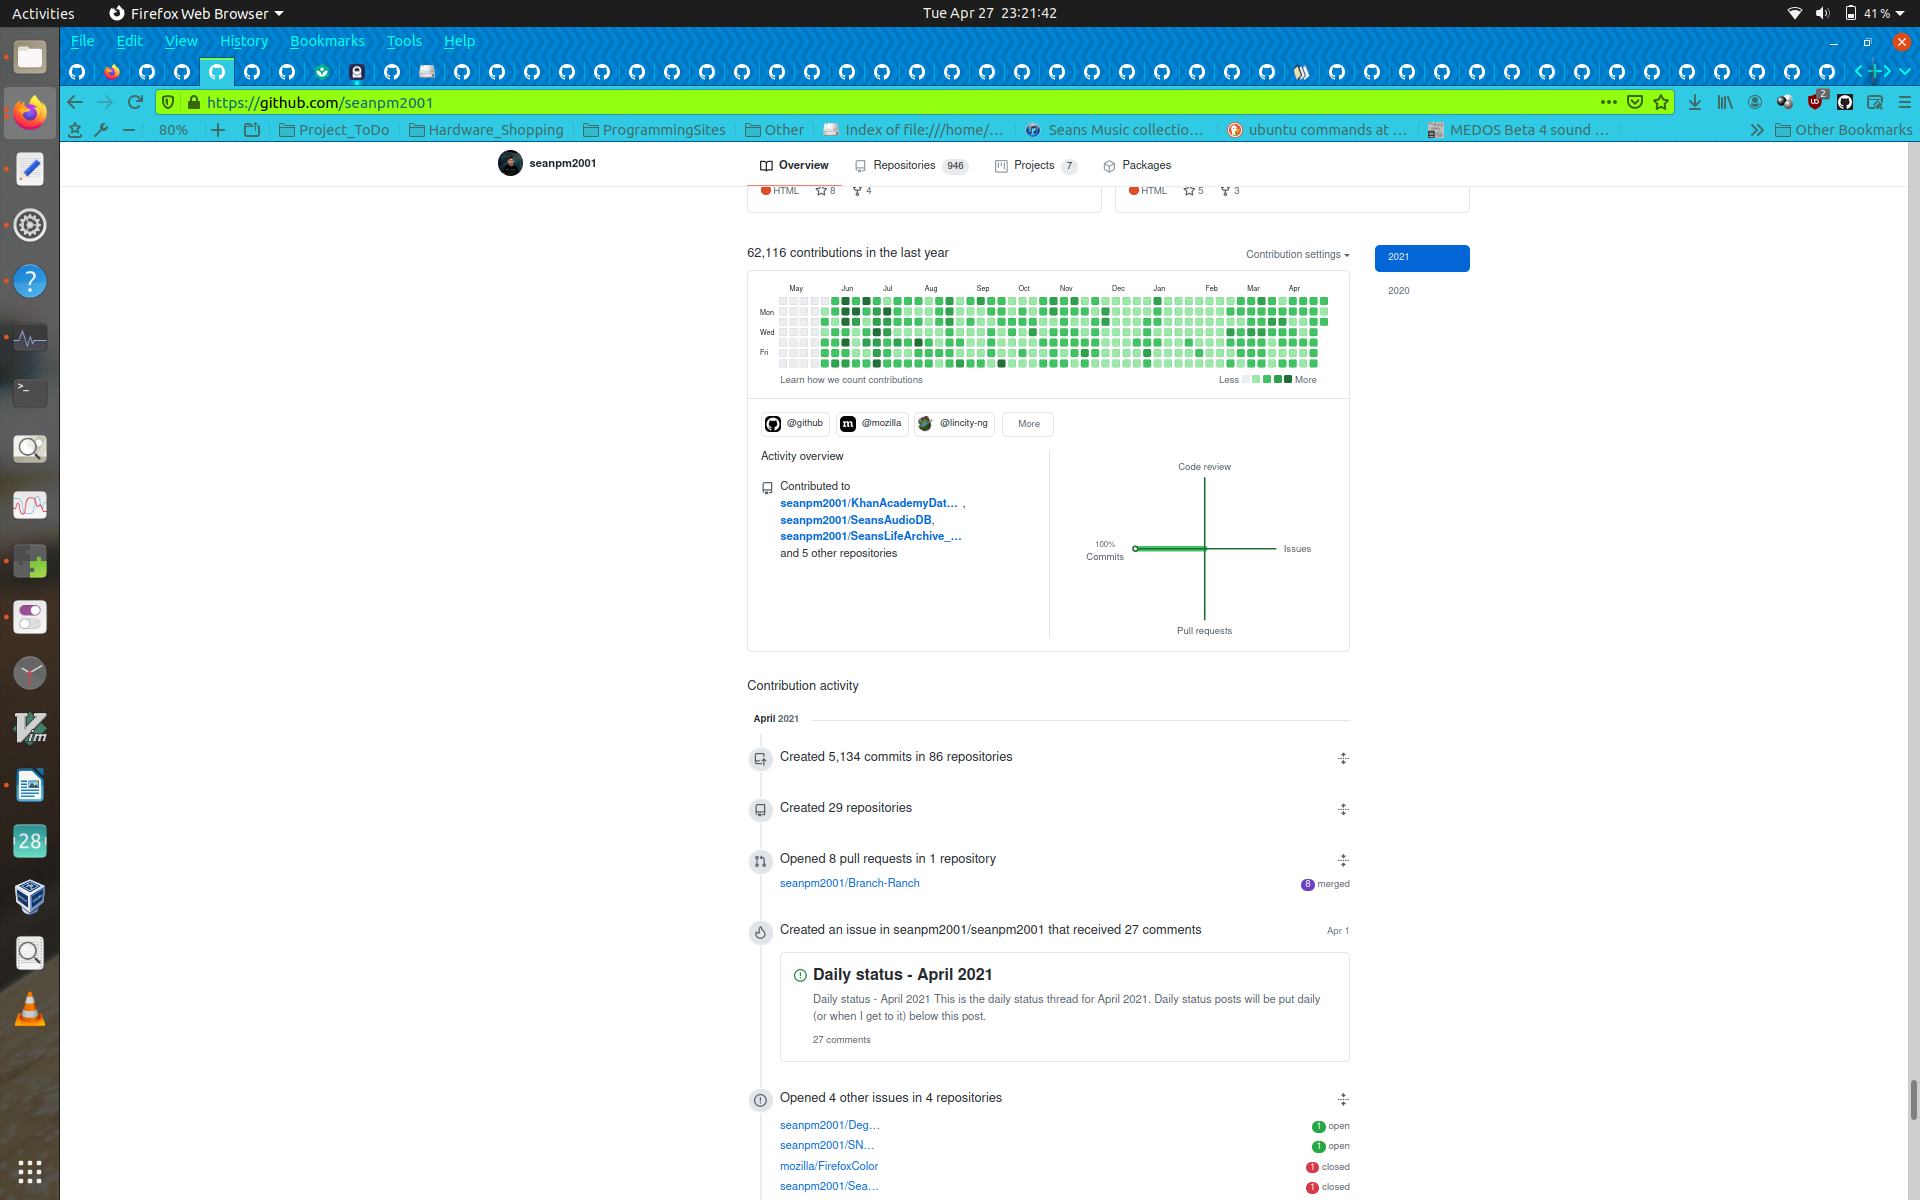 Activities
Firefox Web Browser
Tue Apr 27 23:21:42
41 %
File Edit View History Bookmarks Tools Help
https://github.com/seanpm2001
2
80%
Project_ToDo
Hardware_Shopping
ProgrammingSites
Other
Index of file:///home/...
Seans Music collectio...
ubuntu commands at ...
MEDOS Beta 4 sound ...
Other Bookmarks
seanpm2001
Overview
Repositories 946
Projects 7
Packages
HTML 8 4
HTML 5 3
62,116 contributions in the last year
Contribution settings
2021
2020
May Jun Jul Aug Sep Oct Nov Dec Jan Feb Mar Apr
Mon
Wed
Fri
Learn how we count contributions
Less More
@github
@mozilla
@lincity-ng
More
Activity overview
Contributed to
seanpm2001/KhanAcademyDat... ,
seanpm2001/SeansAudioDB,
seanpm2001/SeansLifeArchive_...
and 5 other repositories
Code review
100%
Commits
Issues
Pull requests
Contribution activity
April 2021
Created 5,134 commits in 86 repositories
Created 29 repositories
Opened 8 pull requests in 1 repository
seanpm2001/Branch-Ranch
8 merged
Created an issue in seanpm2001/seanpm2001 that received 27 comments
Apr 1
Daily status - April 2021
Daily status - April 2021 This is the daily status thread for April 2021. Daily status posts will be put daily
(or when I get to it) below this post.
27 comments
Opened 4 other issues in 4 repositories
seanpm2001/Deg...
1 open
seanpm2001/SN...
1 open
mozilla/FirefoxColor
1 closed
seanpm2001/Sea...
1 closed
Vim
28